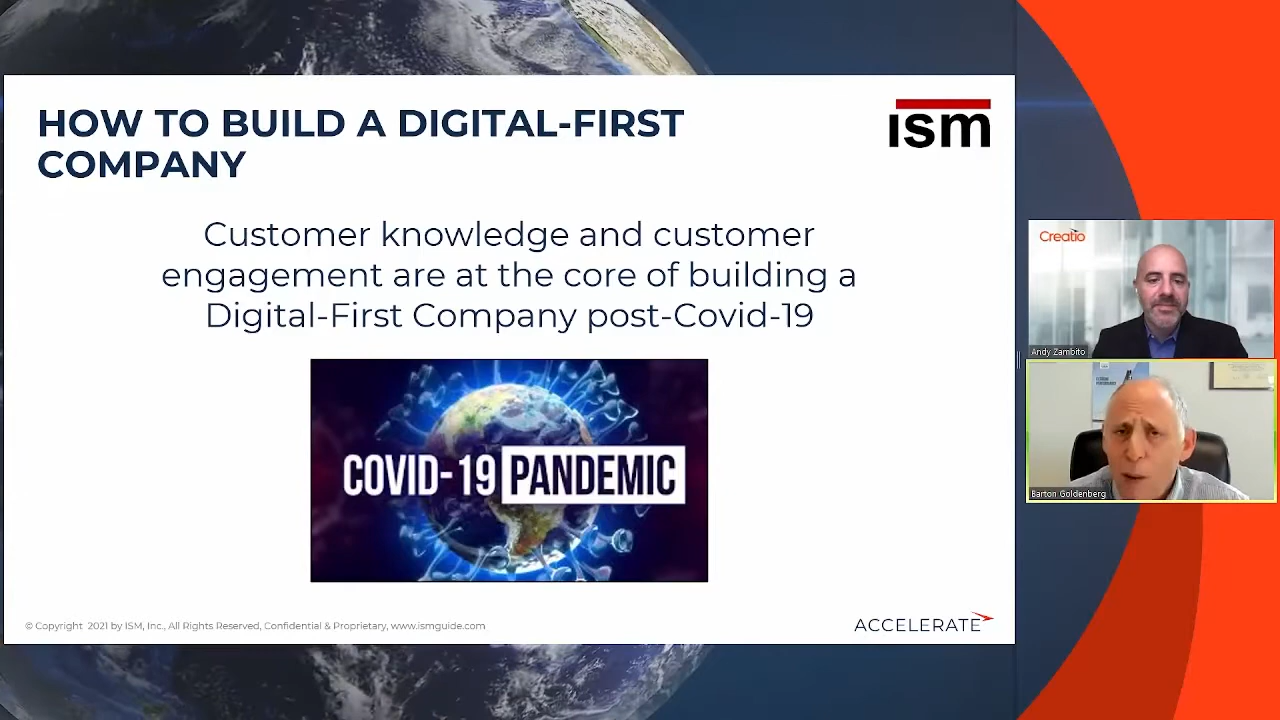 HOW TO BUILD A DIGITAL-FIRST
COMPANY
ism
Customer knowledge and customer
engagement are at the core of building a
Digital-First Company post-Covid-19
COVID-19 PANDEMIC
© Copyright 2021 by ISM, Inc., All Rights Reserved, Confidential & Proprietary, www.ismguide.com
ACCELERATE
Creatio
Andy Zambito
Barton Goldenberg